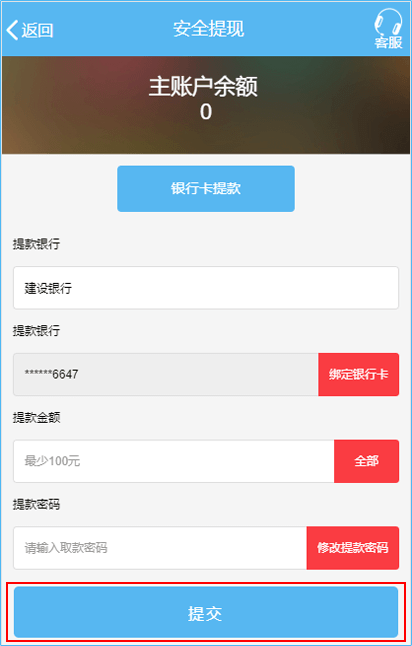 返回
安全提现
客服
主账户余额
0
银行卡提款
提款银行
建设银行
提款银行
******6647
绑定银行卡
提款金额
最少100元
全部
提款密码
请输入取款密码
修改提款密码
提交